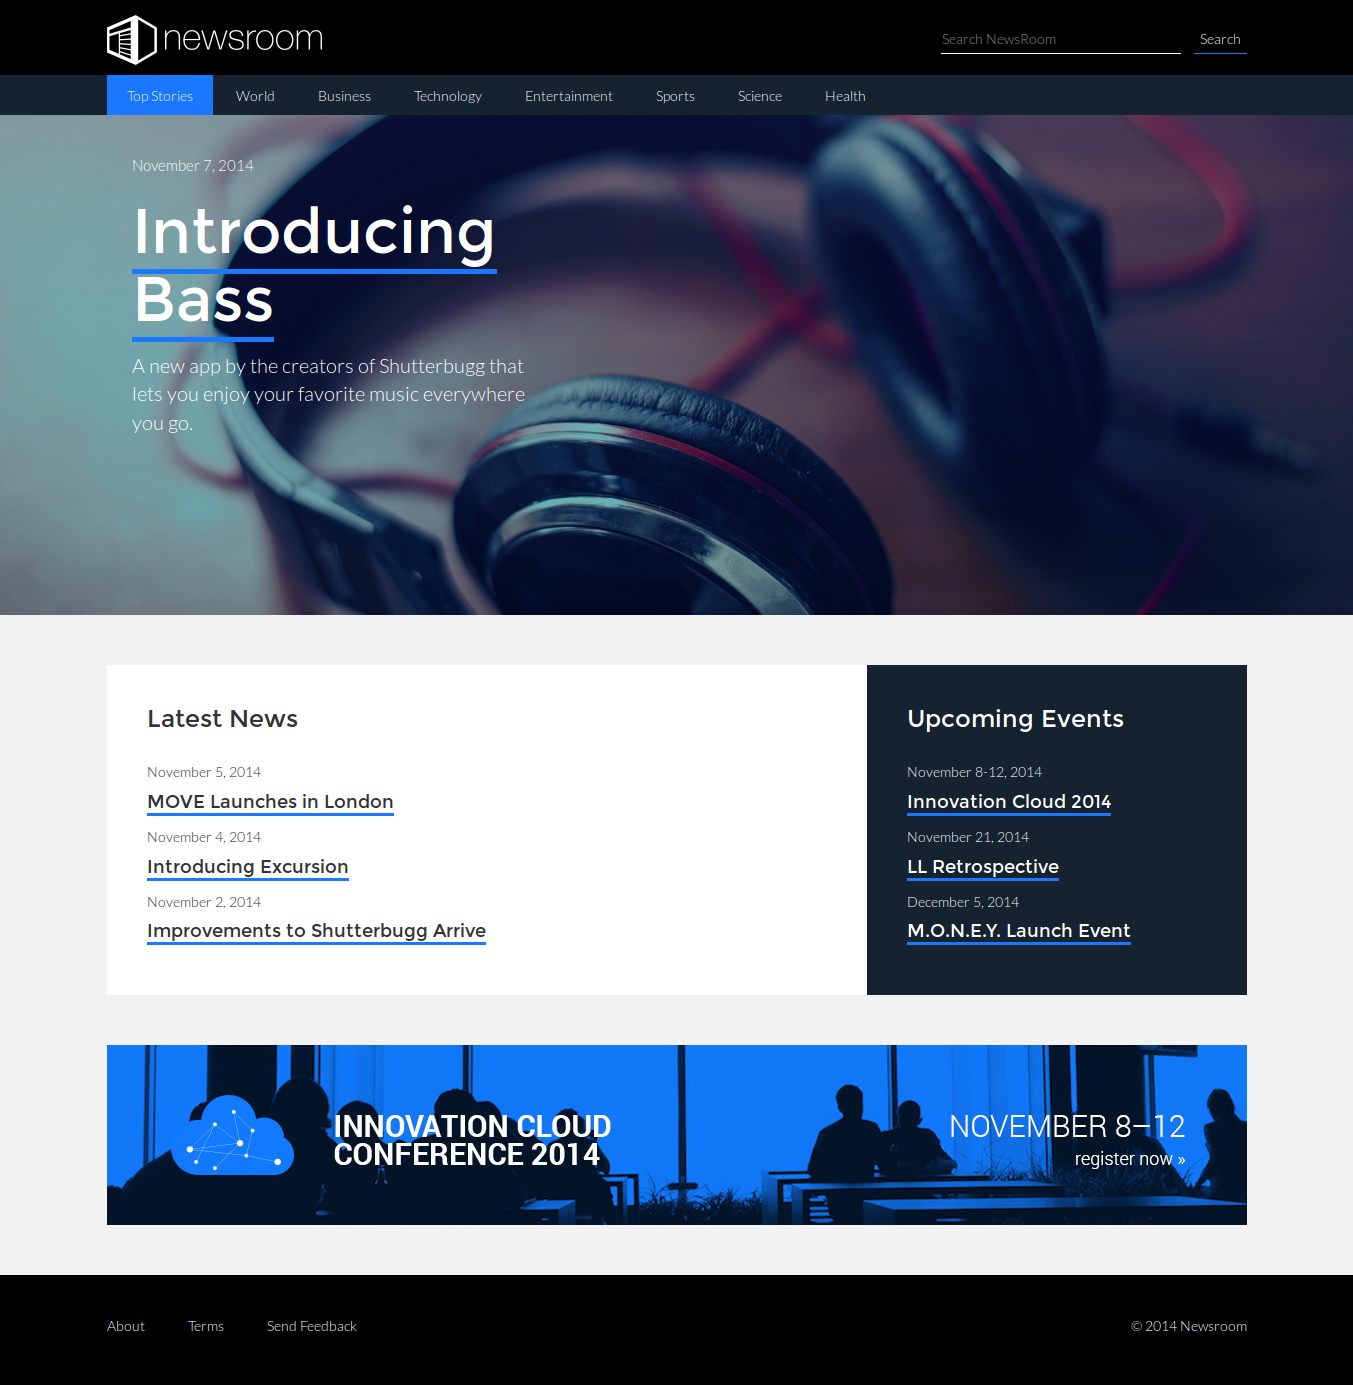 newsroom
Search NewsRoom
Search
Top Stories
World
Business
Technology
Entertainment
Sports
Science
Health
November 7, 2014
Introducing
Bass
A new app by the creators of Shutterbugg that
lets you enjoy your favorite music everywhere
you go.
Latest News
November 5, 2014
MOVE Launches in London
November 4, 2014
Introducing Excursion
November 2, 2014
Improvements to Shutterbugg Arrive
Upcoming Events
November 8-12, 2014
Innovation Cloud 2014
November 21, 2014
LL Retrospective
December 5, 2014
M.O.N.E.Y. Launch Event
INNOVATION CLOUD
CONFERENCE 2014
NOVEMBER 8–12
register now »
About
Terms
Send Feedback
© 2014 Newsroom